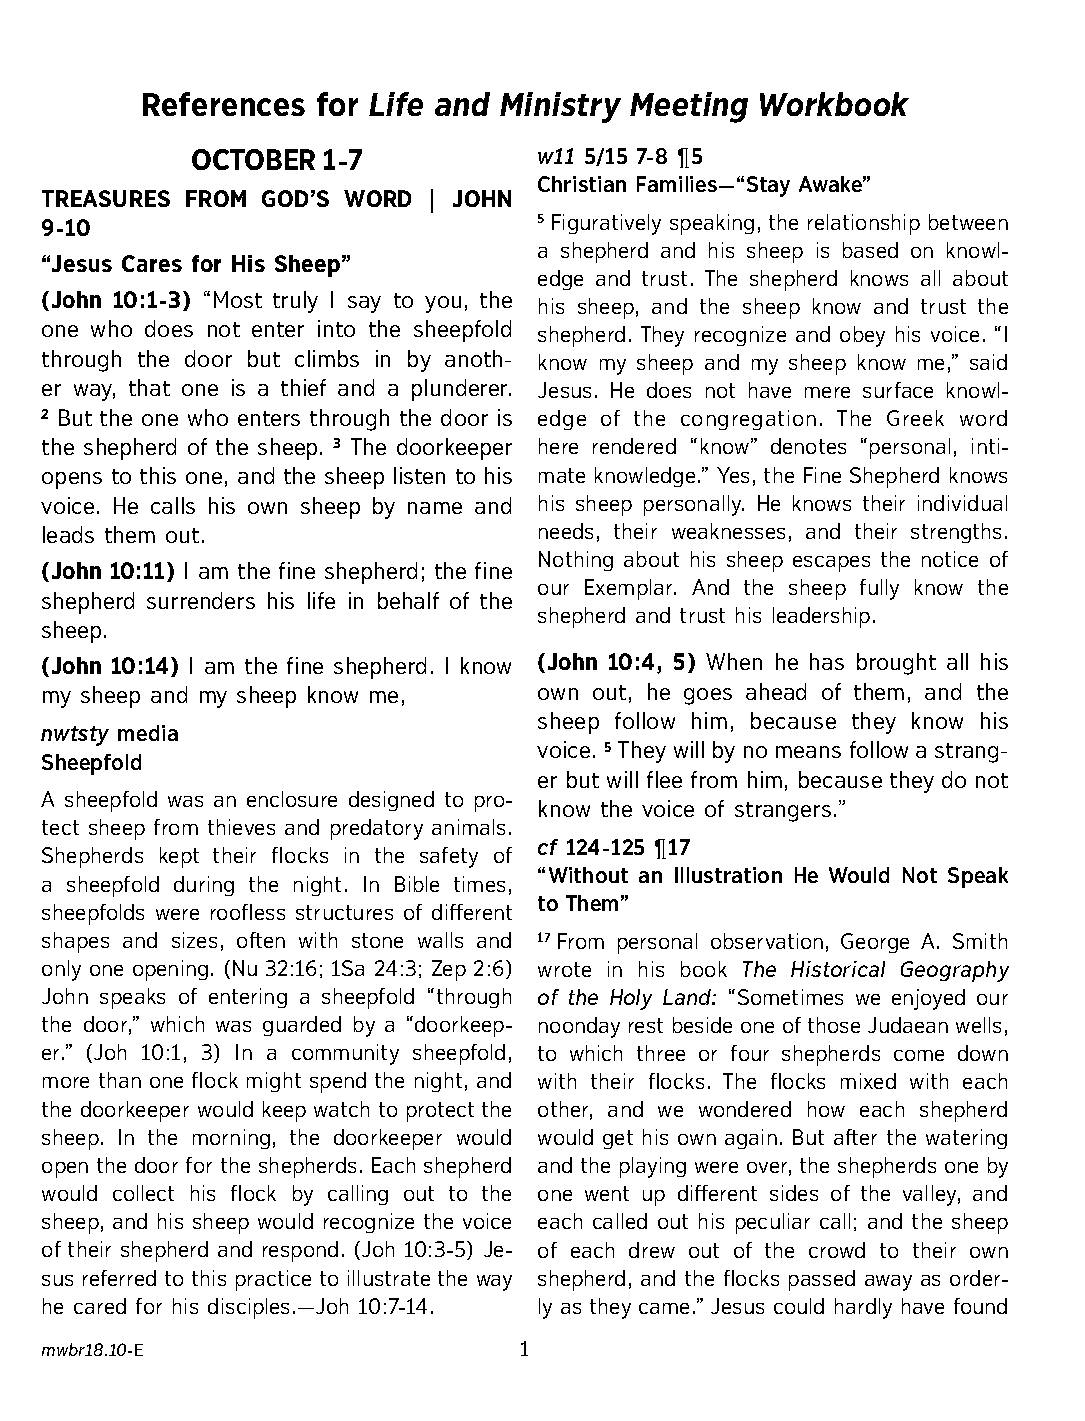 References for Life and Ministry Meeting Workbook
OCTOBER 1-7
TREASURES FROM GOD’S WORD | JOHN
9-10
“Jesus Cares for His Sheep”
(John 10:1-3) “Most truly I say to you, the
one who does not enter into the sheepfold
through the door but climbs in by anoth-
er way, that one is a thief and a plunderer.
2 But the one who enters through the door is
the shepherd of the sheep. 3 The doorkeeper
opens to this one, and the sheep listen to his
voice. He calls his own sheep by name and
leads them out.
(John 10:11) I am the fine shepherd; the fine
shepherd surrenders his life in behalf of the
sheep.
(John 10:14) I am the fine shepherd. I know
my sheep and my sheep know me,
nwtsty media
Sheepfold
A sheepfold was an enclosure designed to pro-
tect sheep from thieves and predatory animals.
Shepherds kept their flocks in the safety of
a sheepfold during the night. In Bible times,
sheepfolds were roofless structures of different
shapes and sizes, often with stone walls and
only one opening. (Nu 32:16; 1Sa 24:3; Zep 2:6)
John speaks of entering a sheepfold “through
the door,” which was guarded by a “doorkeep-
er.” (Joh 10:1, 3) In a community sheepfold,
more than one flock might spend the night, and
the doorkeeper would keep watch to protect the
sheep. In the morning, the doorkeeper would
open the door for the shepherds. Each shepherd
would collect his flock by calling out to the
sheep, and his sheep would recognize the voice
of their shepherd and respond. (Joh 10:3-5) Je-
sus referred to this practice to illustrate the way
he cared for his disciples.—Joh 10:7-14.
w11 5/15 7-8 ¶5
Christian Families—“Stay Awake”
5 Figuratively speaking, the relationship between
a shepherd and his sheep is based on knowl-
edge and trust. The shepherd knows all about
his sheep, and the sheep know and trust the
shepherd. They recognize and obey his voice. “I
know my sheep and my sheep know me,” said
Jesus. He does not have mere surface knowl-
edge of the congregation. The Greek word
here rendered “know” denotes “personal, inti-
mate knowledge.” Yes, the Fine Shepherd knows
his sheep personally. He knows their individual
needs, their weaknesses, and their strengths.
Nothing about his sheep escapes the notice of
our Exemplar. And the sheep fully know the
shepherd and trust his leadership.
(John 10:4, 5) When he has brought all his
own out, he goes ahead of them, and the
sheep follow him, because they know his
voice. 5 They will by no means follow a strang-
er but will flee from him, because they do not
know the voice of strangers.”
cf 124-125 ¶17
“Without an Illustration He Would Not Speak
to Them”
17 From personal observation, George A. Smith
wrote in his book The Historical Geography
of the Holy Land: “Sometimes we enjoyed our
noonday rest beside one of those Judaean wells,
to which three or four shepherds come down
with their flocks. The flocks mixed with each
other, and we wondered how each shepherd
would get his own again. But after the watering
and the playing were over, the shepherds one by
one went up different sides of the valley, and
each called out his peculiar call; and the sheep
of each drew out of the crowd to their own
shepherd, and the flocks passed away as order-
ly as they came.” Jesus could hardly have found
mwbr18.10-E
1